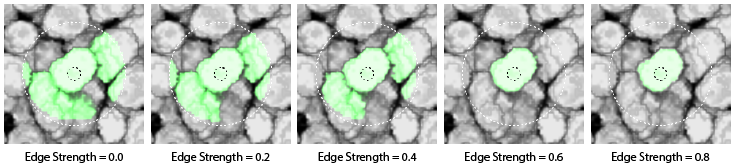 Edge Strength = 0.0
Edge Strength = 0.2
Edge Strength = 0.4
Edge Strength = 0.6
Edge Strength = 0.8